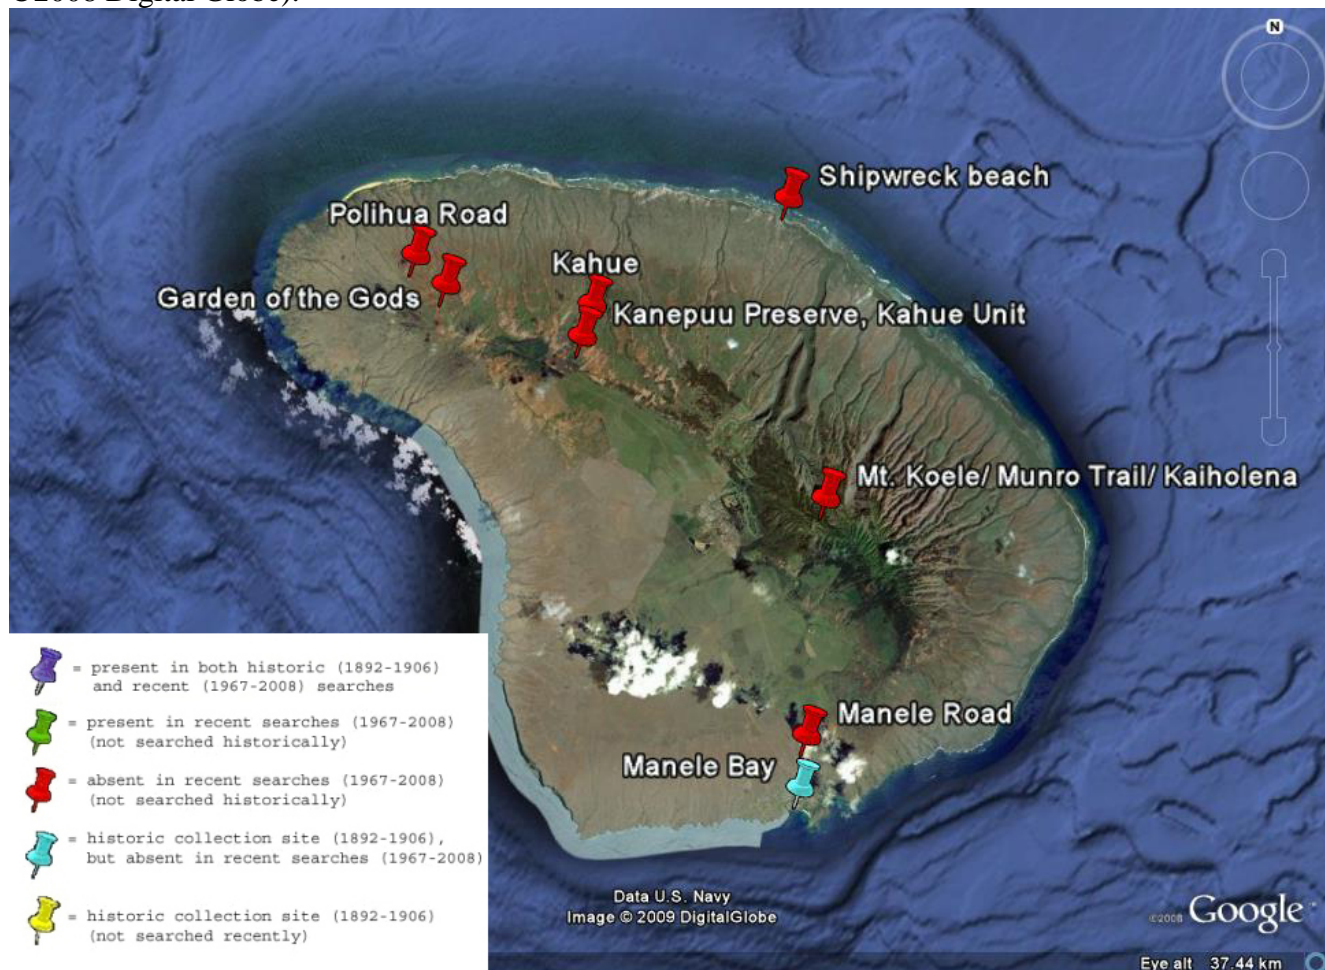 ©2008 Digital Globe).
N
Shipwreck beach
Polihua Road
Kahue
Garden of the Gods
Kanepuu Preserve, Kahue Unit
Mt. Koele/ Munro Trail/ Kaiholena
Manele Road
Manele Bay
= present in both historic (1892-1906)
and recent (1967-2008) searches
= present in recent searches (1967-2008)
(not searched historically)
= absent in recent searches (1967-2008)
(not searched historically)
= historic collection site (1892-1906),
but absent in recent searches (1967-2008)
= historic collection site (1892-1906)
(not searched recently)
Data U.S. Navy
Image © 2009 DigitalGlobe
©2008 Google
Eye alt 37.44 km